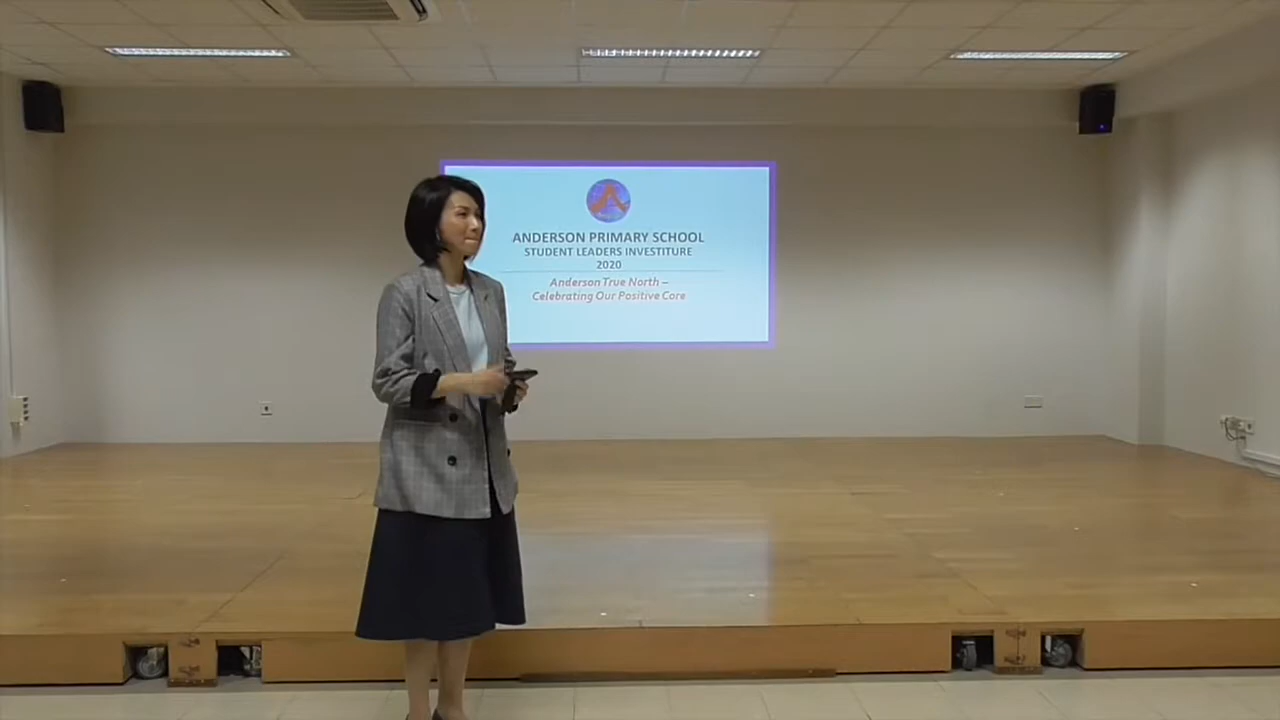 ANDERSON PRIMARY SCHOOL
STUDENT LEADERS INVESTITURE
2020
Anderson True North –
Celebrating Our Positive Core